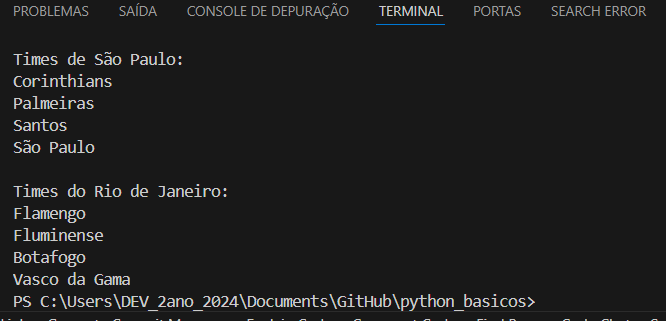 PROBLEMAS SAÍDA CONSOLE DE DEPURAÇÃO TERMINAL PORTAS SEARCH ERROR
Times de São Paulo:
Corinthians
Palmeiras
Santos
São Paulo
Times do Rio de Janeiro:
Flamengo
Fluminense
Botafogo
Vasco da Gama
PS C:\Users\DEV_2ano_2024\Documents\GitHub\python_basicos>